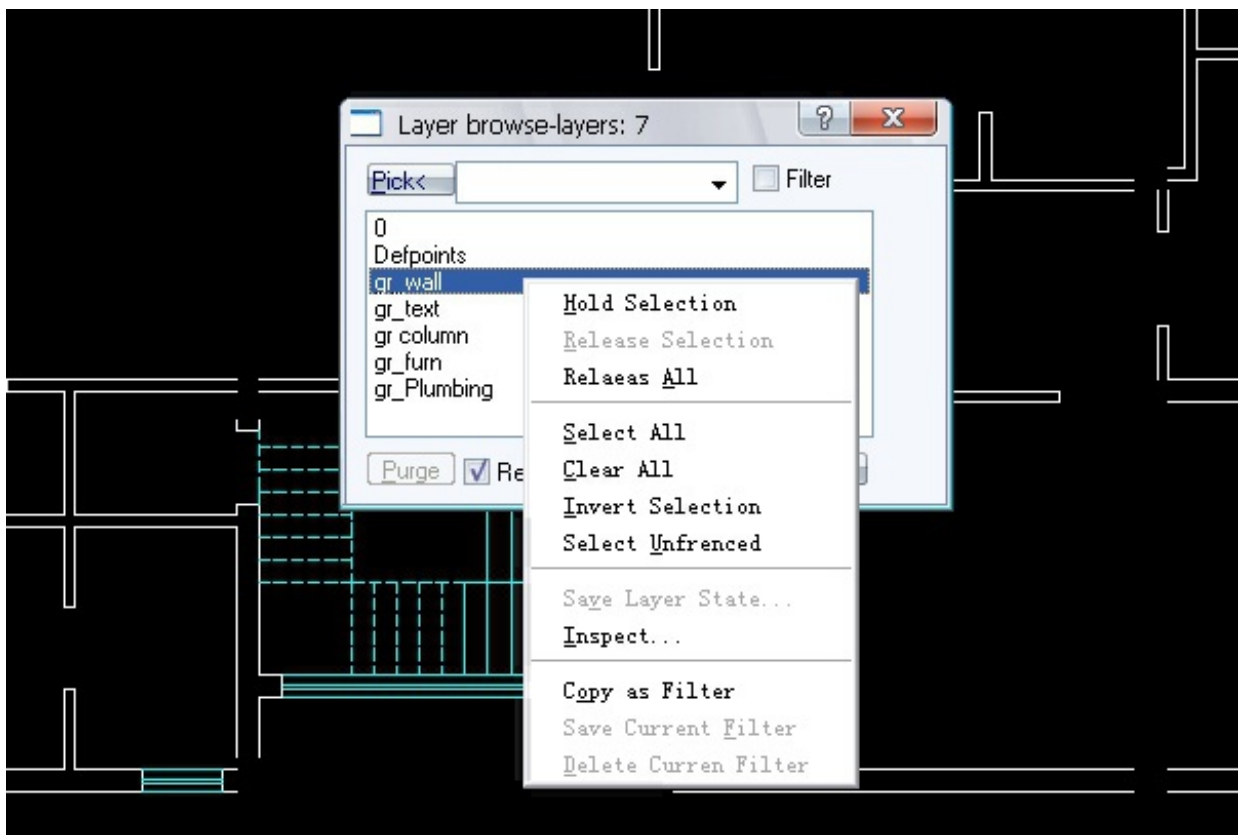 Layer browse-layers: 7
?
X
Pick<
Filter
0
Defpoints
gr_wall
gr_text
gr column
gr_furn
gr_Plumbing
Purge
Re
Hold Selection
Release Selection
Relaeas All
Select All
Clear All
Invert Selection
Select Unfrenced
Save Layer State...
Inspect...
Copy as Filter
Save Current Filter
Delete Curren Filter